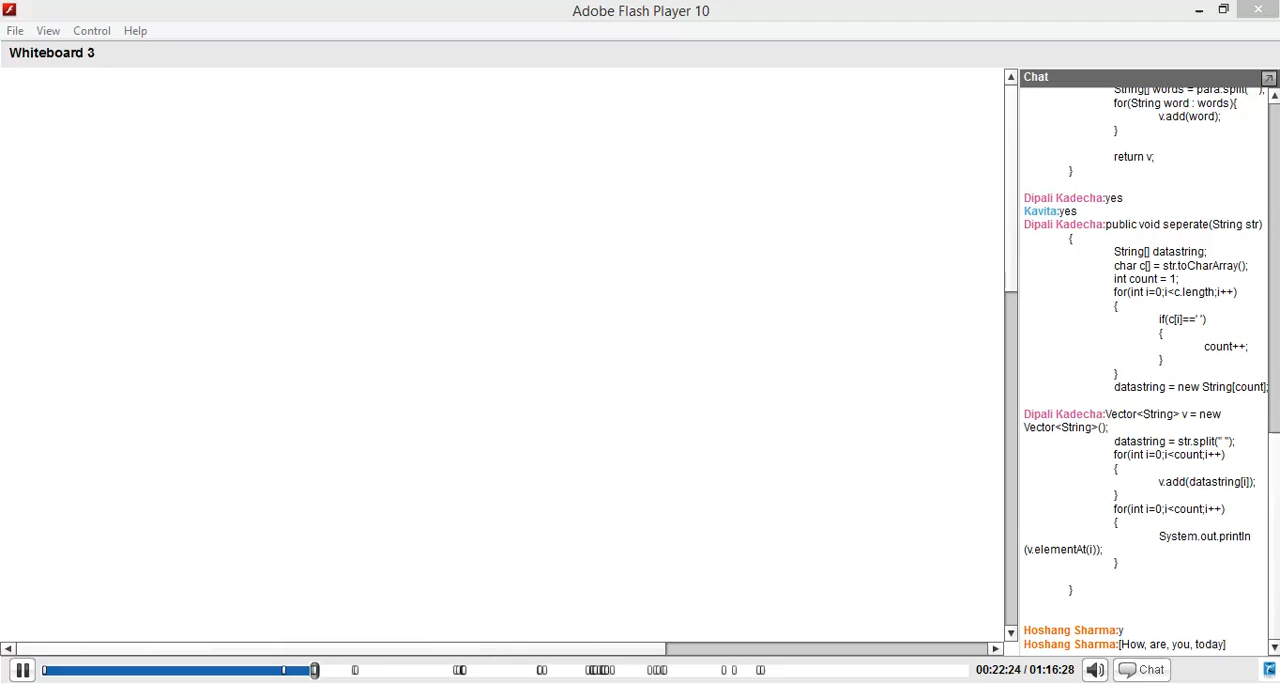 Adobe Flash Player 10
File View Control Help
Whiteboard 3
Chat
String[] words = para.split(" ");
for(String word : words){
v.add(word);
}
return v;
}
Dipali Kadecha:yes
Kavita:yes
Dipali Kadecha:public void seperate(String str)
{
String[] datastring;
char c[] = str.toCharArray();
int count = 1;
for(int i=0;i<c.length;i++)
{
if(c[i]==' ')
{
count++;
}
}
datastring = new String[count];
Dipali Kadecha:Vector<String> v = new
Vector<String>();
datastring = str.split(" ");
for(int i=0;i<count;i++)
{
v.add(datastring[i]);
}
for(int i=0;i<count;i++)
{
System.out.println
(v.elementAt(i));
}
}
Hoshang Sharma:y
Hoshang Sharma:[How, are, you, today]
00:22:24 / 01:16:28
Chat